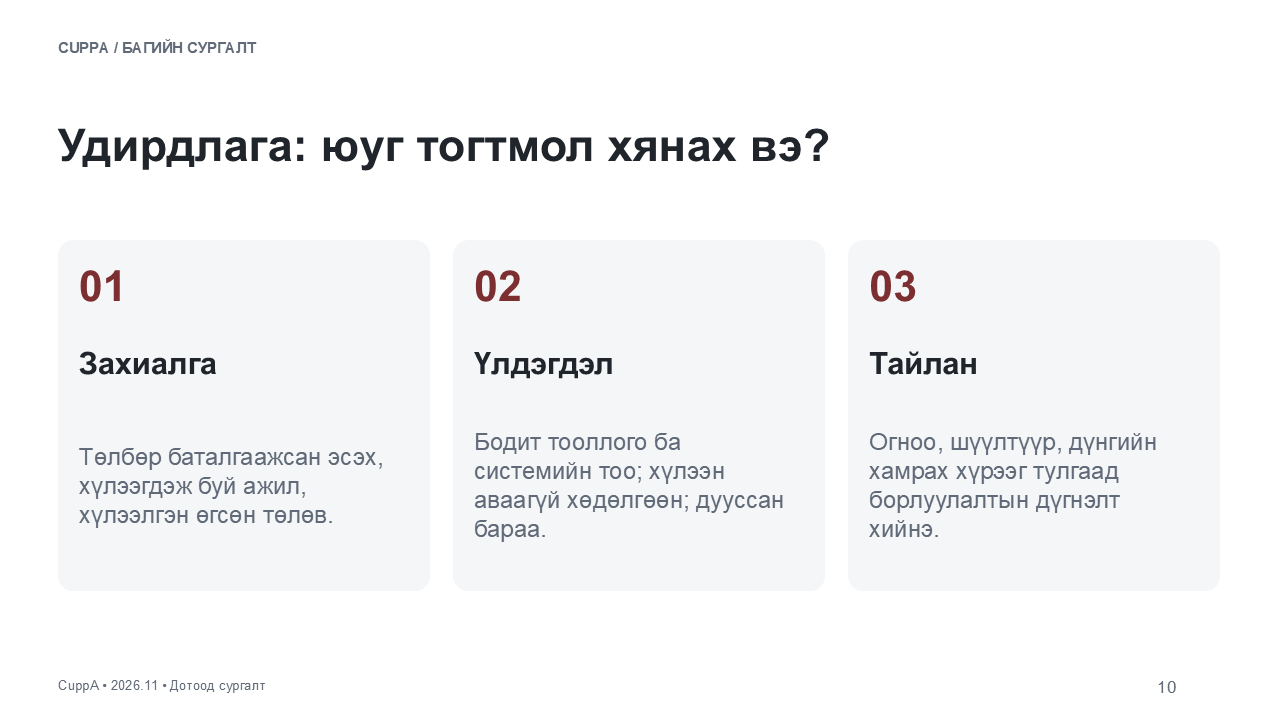 CUPPA / БАГИЙН СУРГАЛТ
Удирдлага: юуг тогтмол хянах вэ?
01
Захиалга
Төлбөр баталгаажсан эсэх,
хүлээгдэж буй ажил,
хүлээлгэн өгсөн төлөв.
02
Үлдэгдэл
Бодит тооллого ба
системийн тоо; хүлээн
аваагүй хөдөлгөөн; дууссан
бараа.
03
Тайлан
Огноо, шүүлтүүр, дүнгийн
хамрах хүрээг тулгаад
борлуулалтын дүгнэлт
хийнэ.
CuppA • 2026.11 • Дотоод сургалт
10